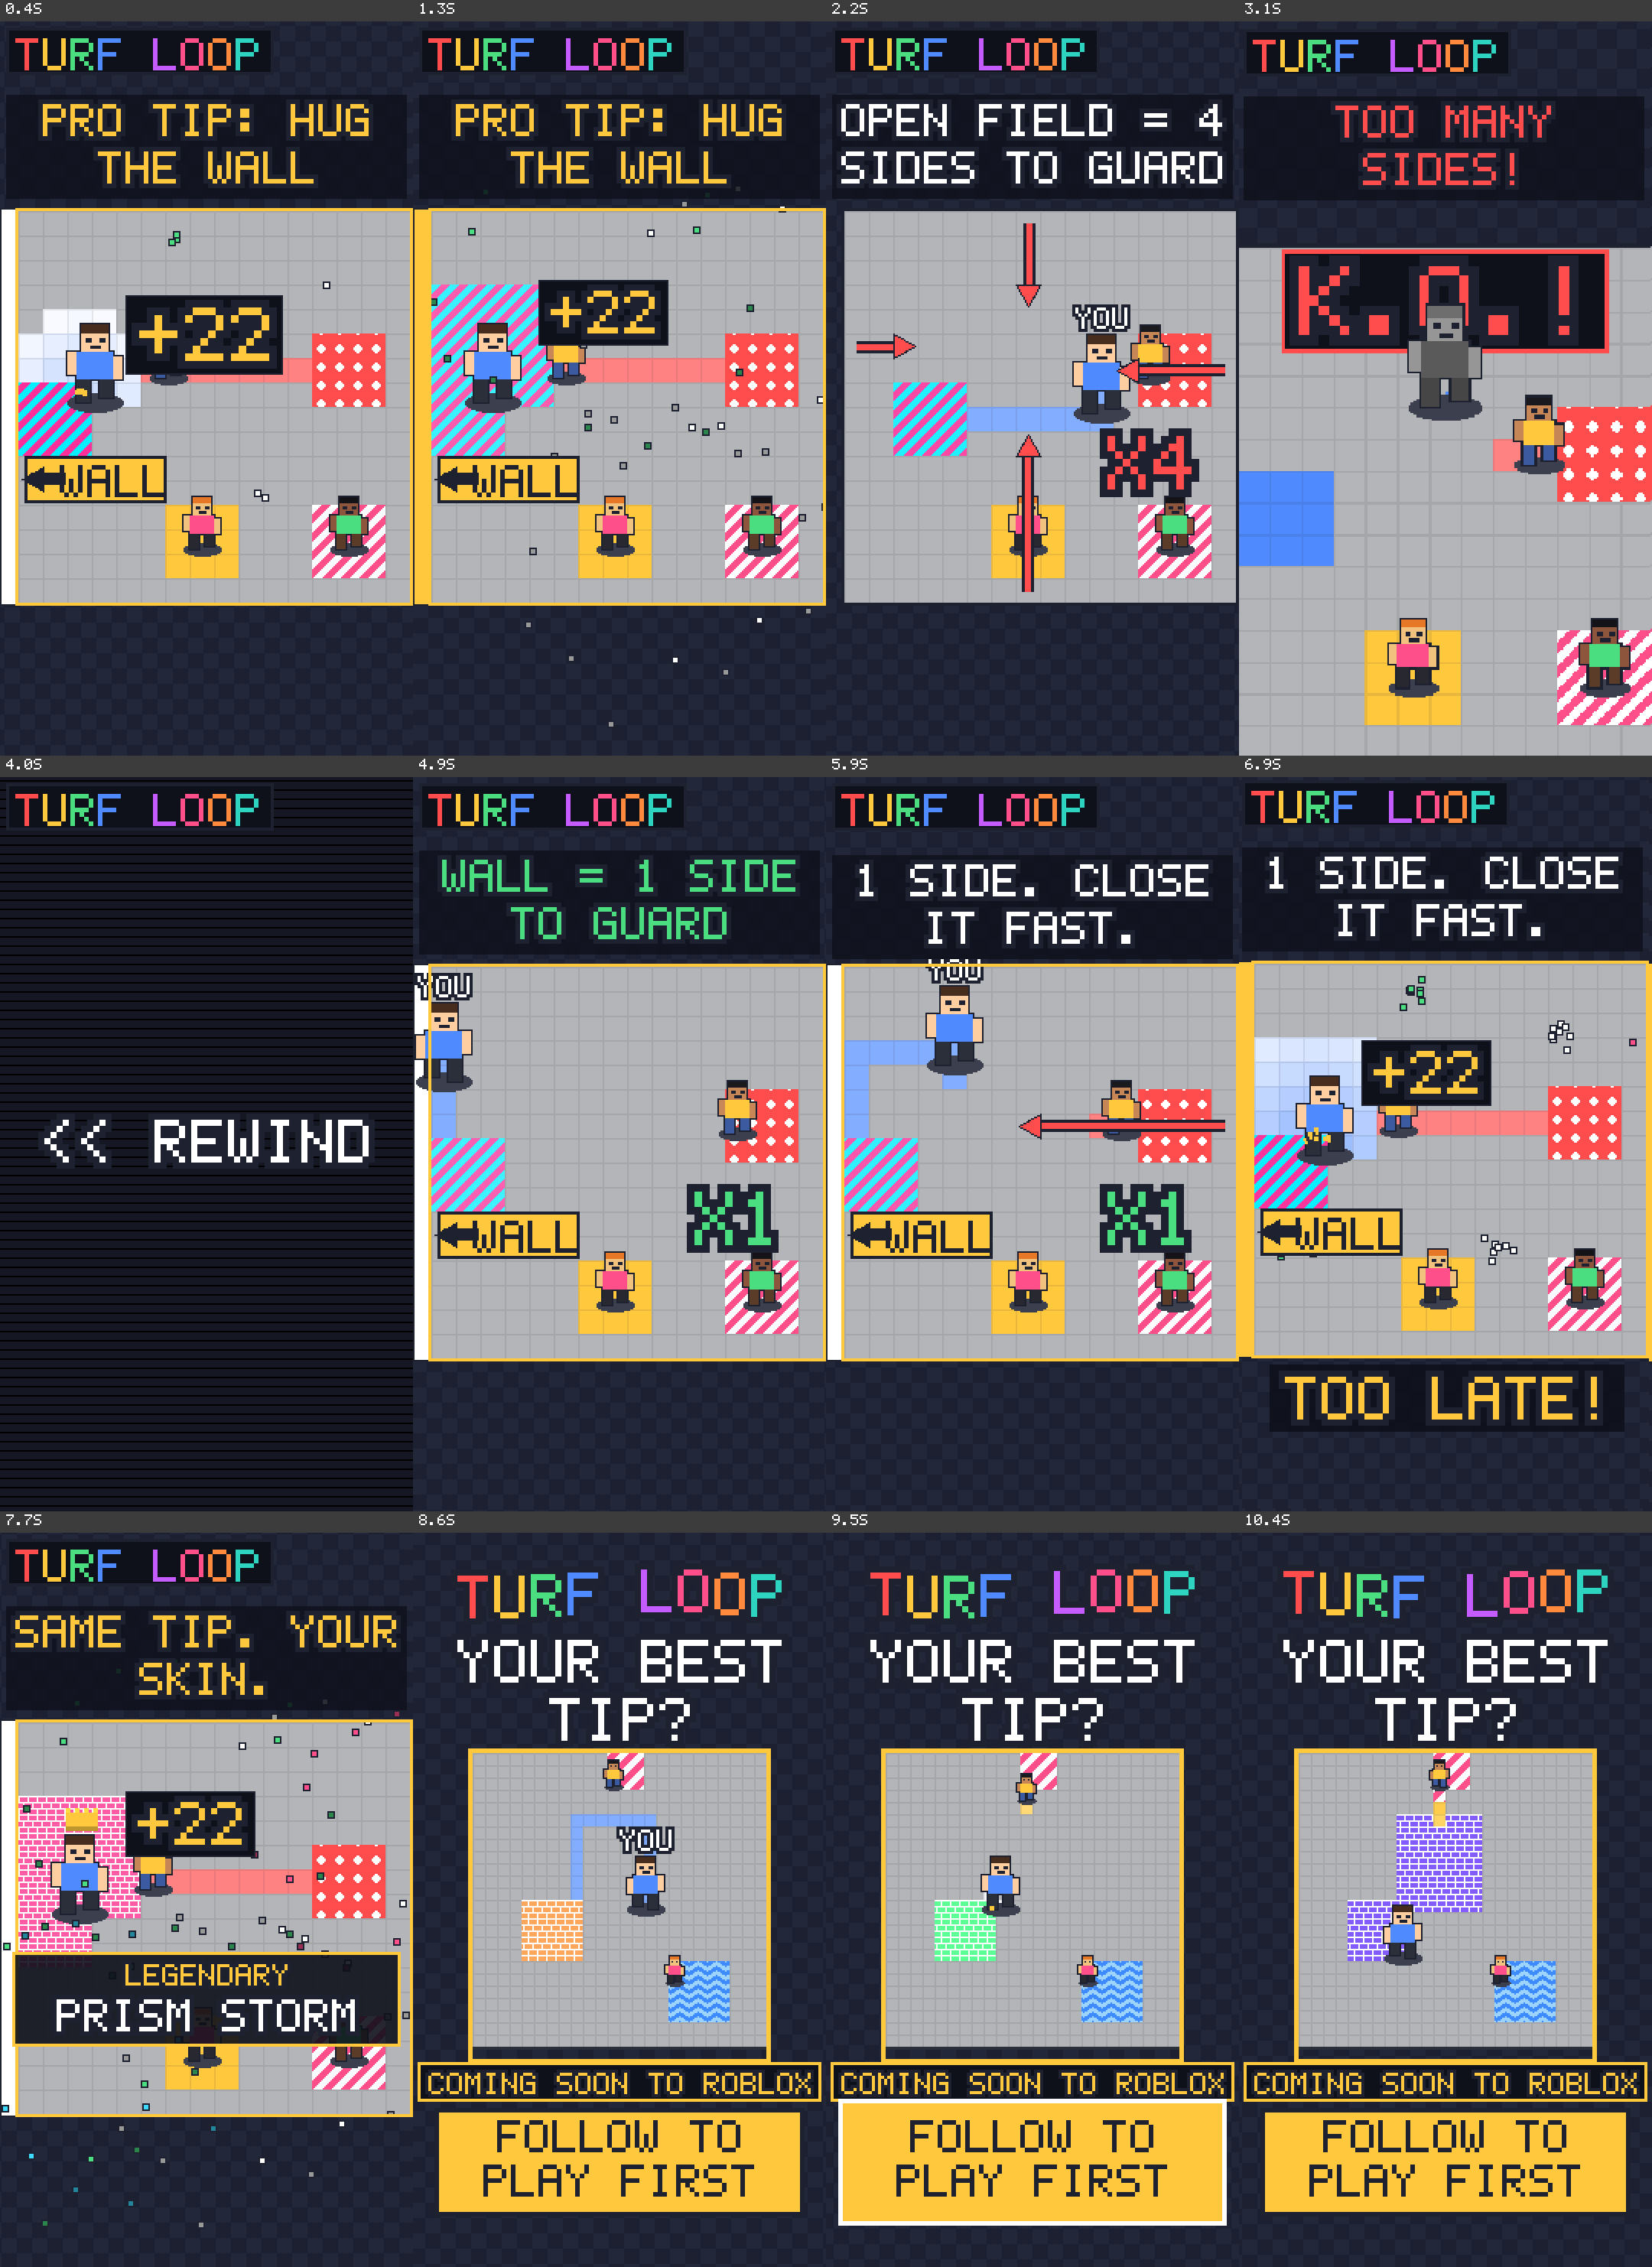 0.4S
TURF LOOP
PRO TIP: HUG
THE WALL
+22
WALL
1.3S
TURF LOOP
PRO TIP: HUG
THE WALL
+22
WALL
2.2S
TURF LOOP
OPEN FIELD = 4
SIDES TO GUARD
YOU
X4
3.1S
TURF LOOP
TOO MANY
SIDES!
K.O.!
4.0S
TURF LOOP
<< REWIND
4.9S
TURF LOOP
WALL = 1 SIDE
TO GUARD
YOU
X1
WALL
5.9S
TURF LOOP
1 SIDE. CLOSE
IT FAST.
YOU
X1
WALL
6.9S
TURF LOOP
1 SIDE. CLOSE
IT FAST.
+22
WALL
TOO LATE!
7.7S
TURF LOOP
SAME TIP. YOUR
SKIN.
+22
LEGENDARY
PRISM STORM
8.6S
TURF LOOP
YOUR BEST
TIP?
YOU
COMING SOON TO ROBLOX
FOLLOW TO
PLAY FIRST
9.5S
TURF LOOP
YOUR BEST
TIP?
COMING SOON TO ROBLOX
FOLLOW TO
PLAY FIRST
10.4S
TURF LOOP
YOUR BEST
TIP?
COMING SOON TO ROBLOX
FOLLOW TO
PLAY FIRST